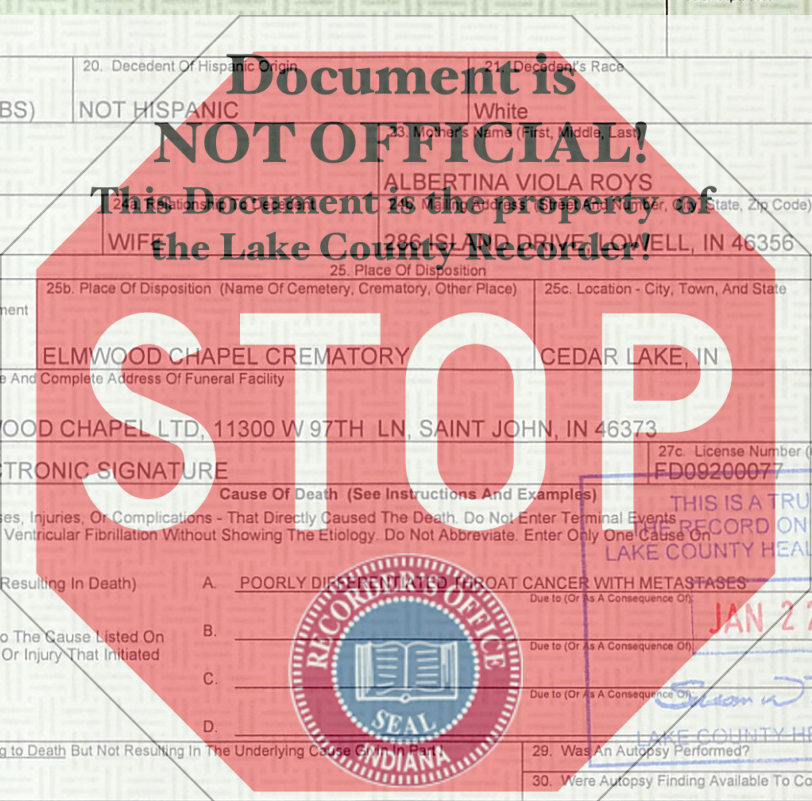 20. Decedent Of Hispanic Origin
21. Decedent's Race
Document is
BS)
NOT HISPANIC
White
NOT OFFICIAL!
23. Mother's Name (First, Middle, Last)
ALBERTINA VIOLA ROYS
This Document is the property of
24a. Relationship To Decedent
24b. Mailing Address - Street And Number, City, State, Zip Code)
WIFE
286 ISLAND DRIVE, LOWELL, IN 46356
the Lake County Recorder!
25. Place Of Disposition
25b. Place Of Disposition (Name Of Cemetery, Crematory, Other Place)
25c. Location - City, Town, And State
ment
STOP
ELMWOOD CHAPEL CREMATORY
CEDAR LAKE, IN
e And Complete Address Of Funeral Facility
OOD CHAPEL LTD, 11300 W 97TH LN, SAINT JOHN, IN 46373
27c. License Number (
CTRONIC SIGNATURE
FD09200077
Cause Of Death (See Instructions And Examples)
THIS IS A TRU
ses, Injuries, Or Complications - That Directly Caused The Death. Do Not Enter Terminal Events
THE RECORD ON
Ventricular Fibrillation Without Showing The Etiology. Do Not Abbreviate. Enter Only One Cause On
LAKE COUNTY HEAL
Resulting In Death)
A. POORLY DIFFERENTIATED THROAT CANCER WITH METASTASES
Due to (Or As A Consequence Of):
JAN 2
o The Cause Listed On
B.
Due to (Or As A Consequence Of):
Or Injury That Initiated
C.
Due to (Or As A Consequence Of):
D.
RECORDER'S OFFICE
SEAL
INDIANA
LAKE COUNTY HE
g to Death But Not Resulting In The Underlying Cause Givin In Part I
29. Was An Autopsy Performed?
30. Were Autopsy Finding Available To Co